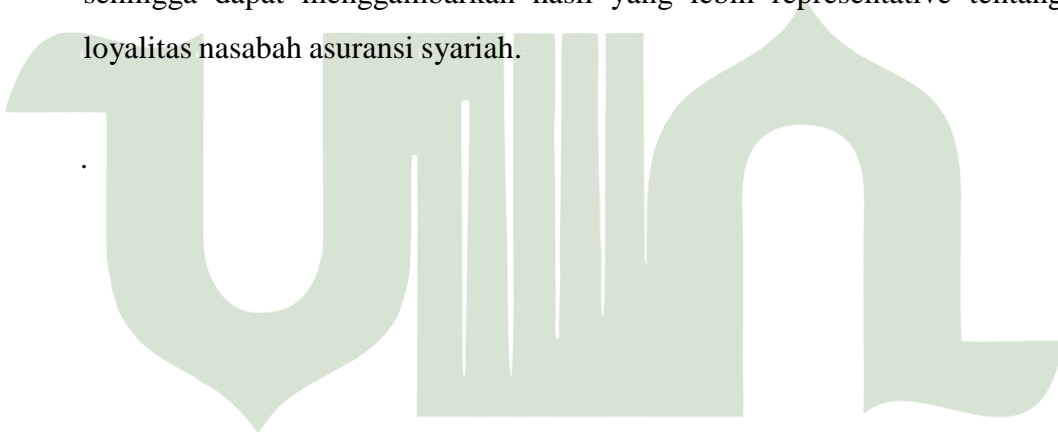 sehingga dapat menggambarkan hasil yang lebih representative tentang
loyalitas nasabah asuransi syariah.
.